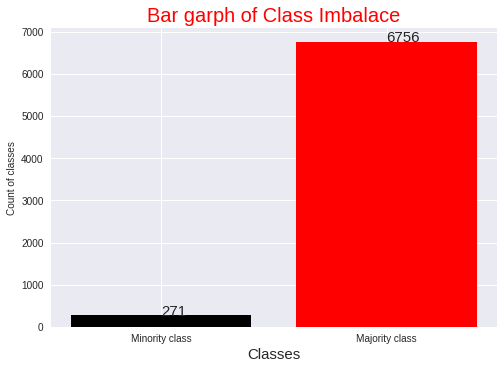 Bar garph of Class Imbalace
7000
6000
5000
4000
3000
2000
1000
0
Count of classes
271
6756
Minority class
Majority class
Classes